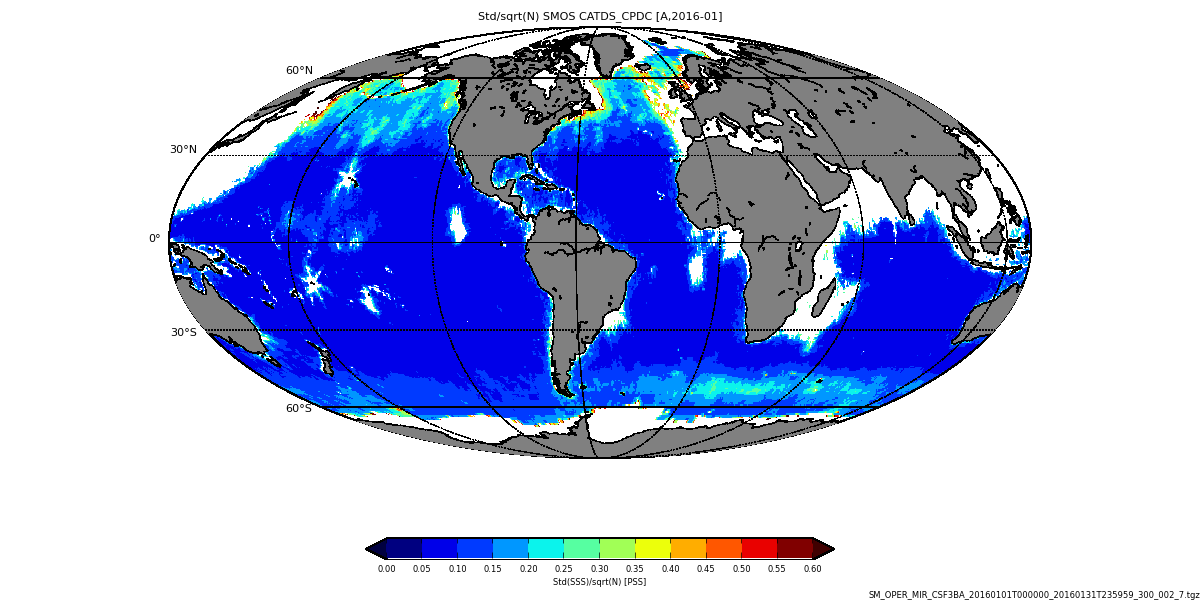 Std/sqrt(N) SMOS CATDS_CPDC [A,2016-01]
60°N
30°N
0°
30°S
60°S
0.00 0.05 0.10 0.15 0.20 0.25 0.30 0.35 0.40 0.45 0.50 0.55 0.60
Std(SSS)/sqrt(N) [PSS]
SM_OPER_MIR_CSF3BA_20160101T000000_20160131T235959_300_002_7.tgz